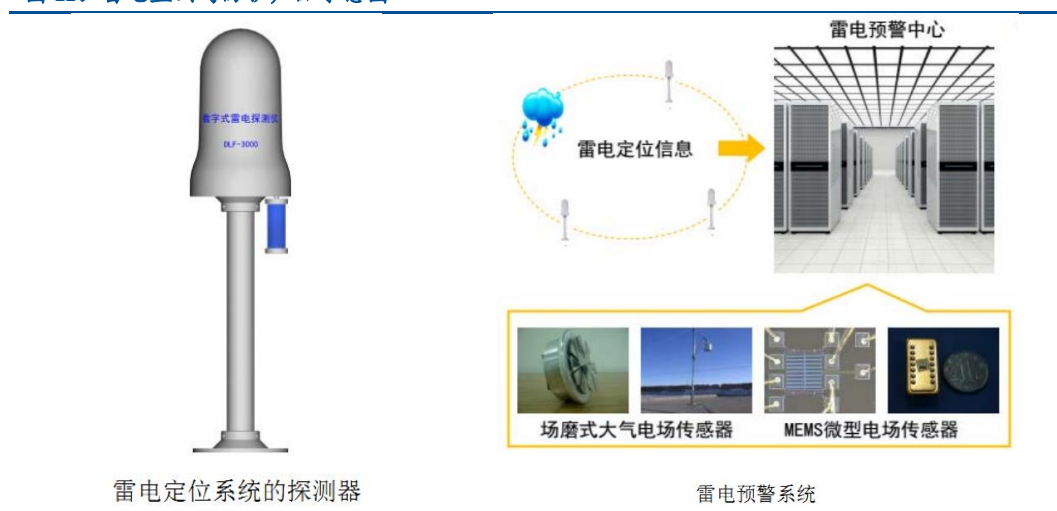 数字式雷电探测仪
DLF-3000
雷电定位系统的探测器
雷电预警中心
雷电定位信息
场磨式大气电场传感器
MEMS微型电场传感器
雷电预警系统